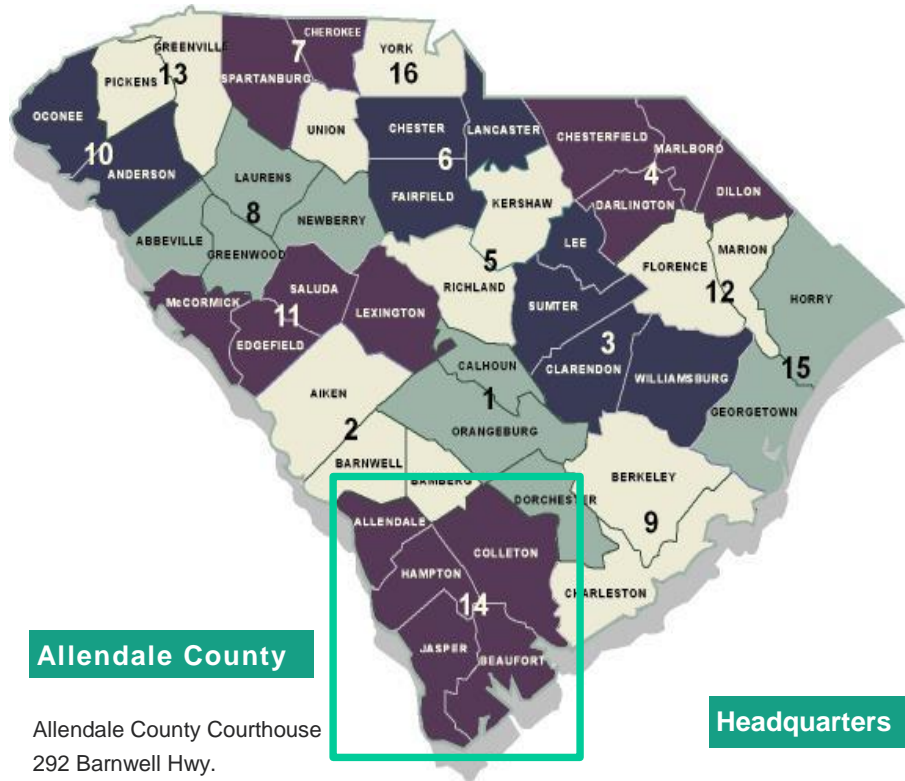 CHEROKEE
7
GREENVILLE
YORK
16
13
PICKENS
SPARTANBURG
OCONEE
UNION
CHESTER
LANCASTER
CHESTERFIELD
MARLBORO
10
6
4
ANDERSON
LAURENS
DILLON
8
FAIRFIELD
KERSHAW
DARLINGTON
NEWBERRY
ABBEVILLE
LEE
MARION
GREENWOOD
5
FLORENCE
SALUDA
RICHLAND
12
McCORMICK
HORRY
11
LEXINGTON
SUMTER
EDGEFIELD
3
CALHOUN
CLARENDON
15
WILLIAMSBURG
AIKEN
1
GEORGETOWN
2
ORANGEBURG
BARNWELL
BERKELEY
BAMBERG
DORCHESTER
ALLENDALE
9
COLLETON
HAMPTON
CHARLESTON
14
JASPER
BEAUFORT
Allendale County
Headquarters
Allendale County Courthouse
292 Barnwell Hwy.